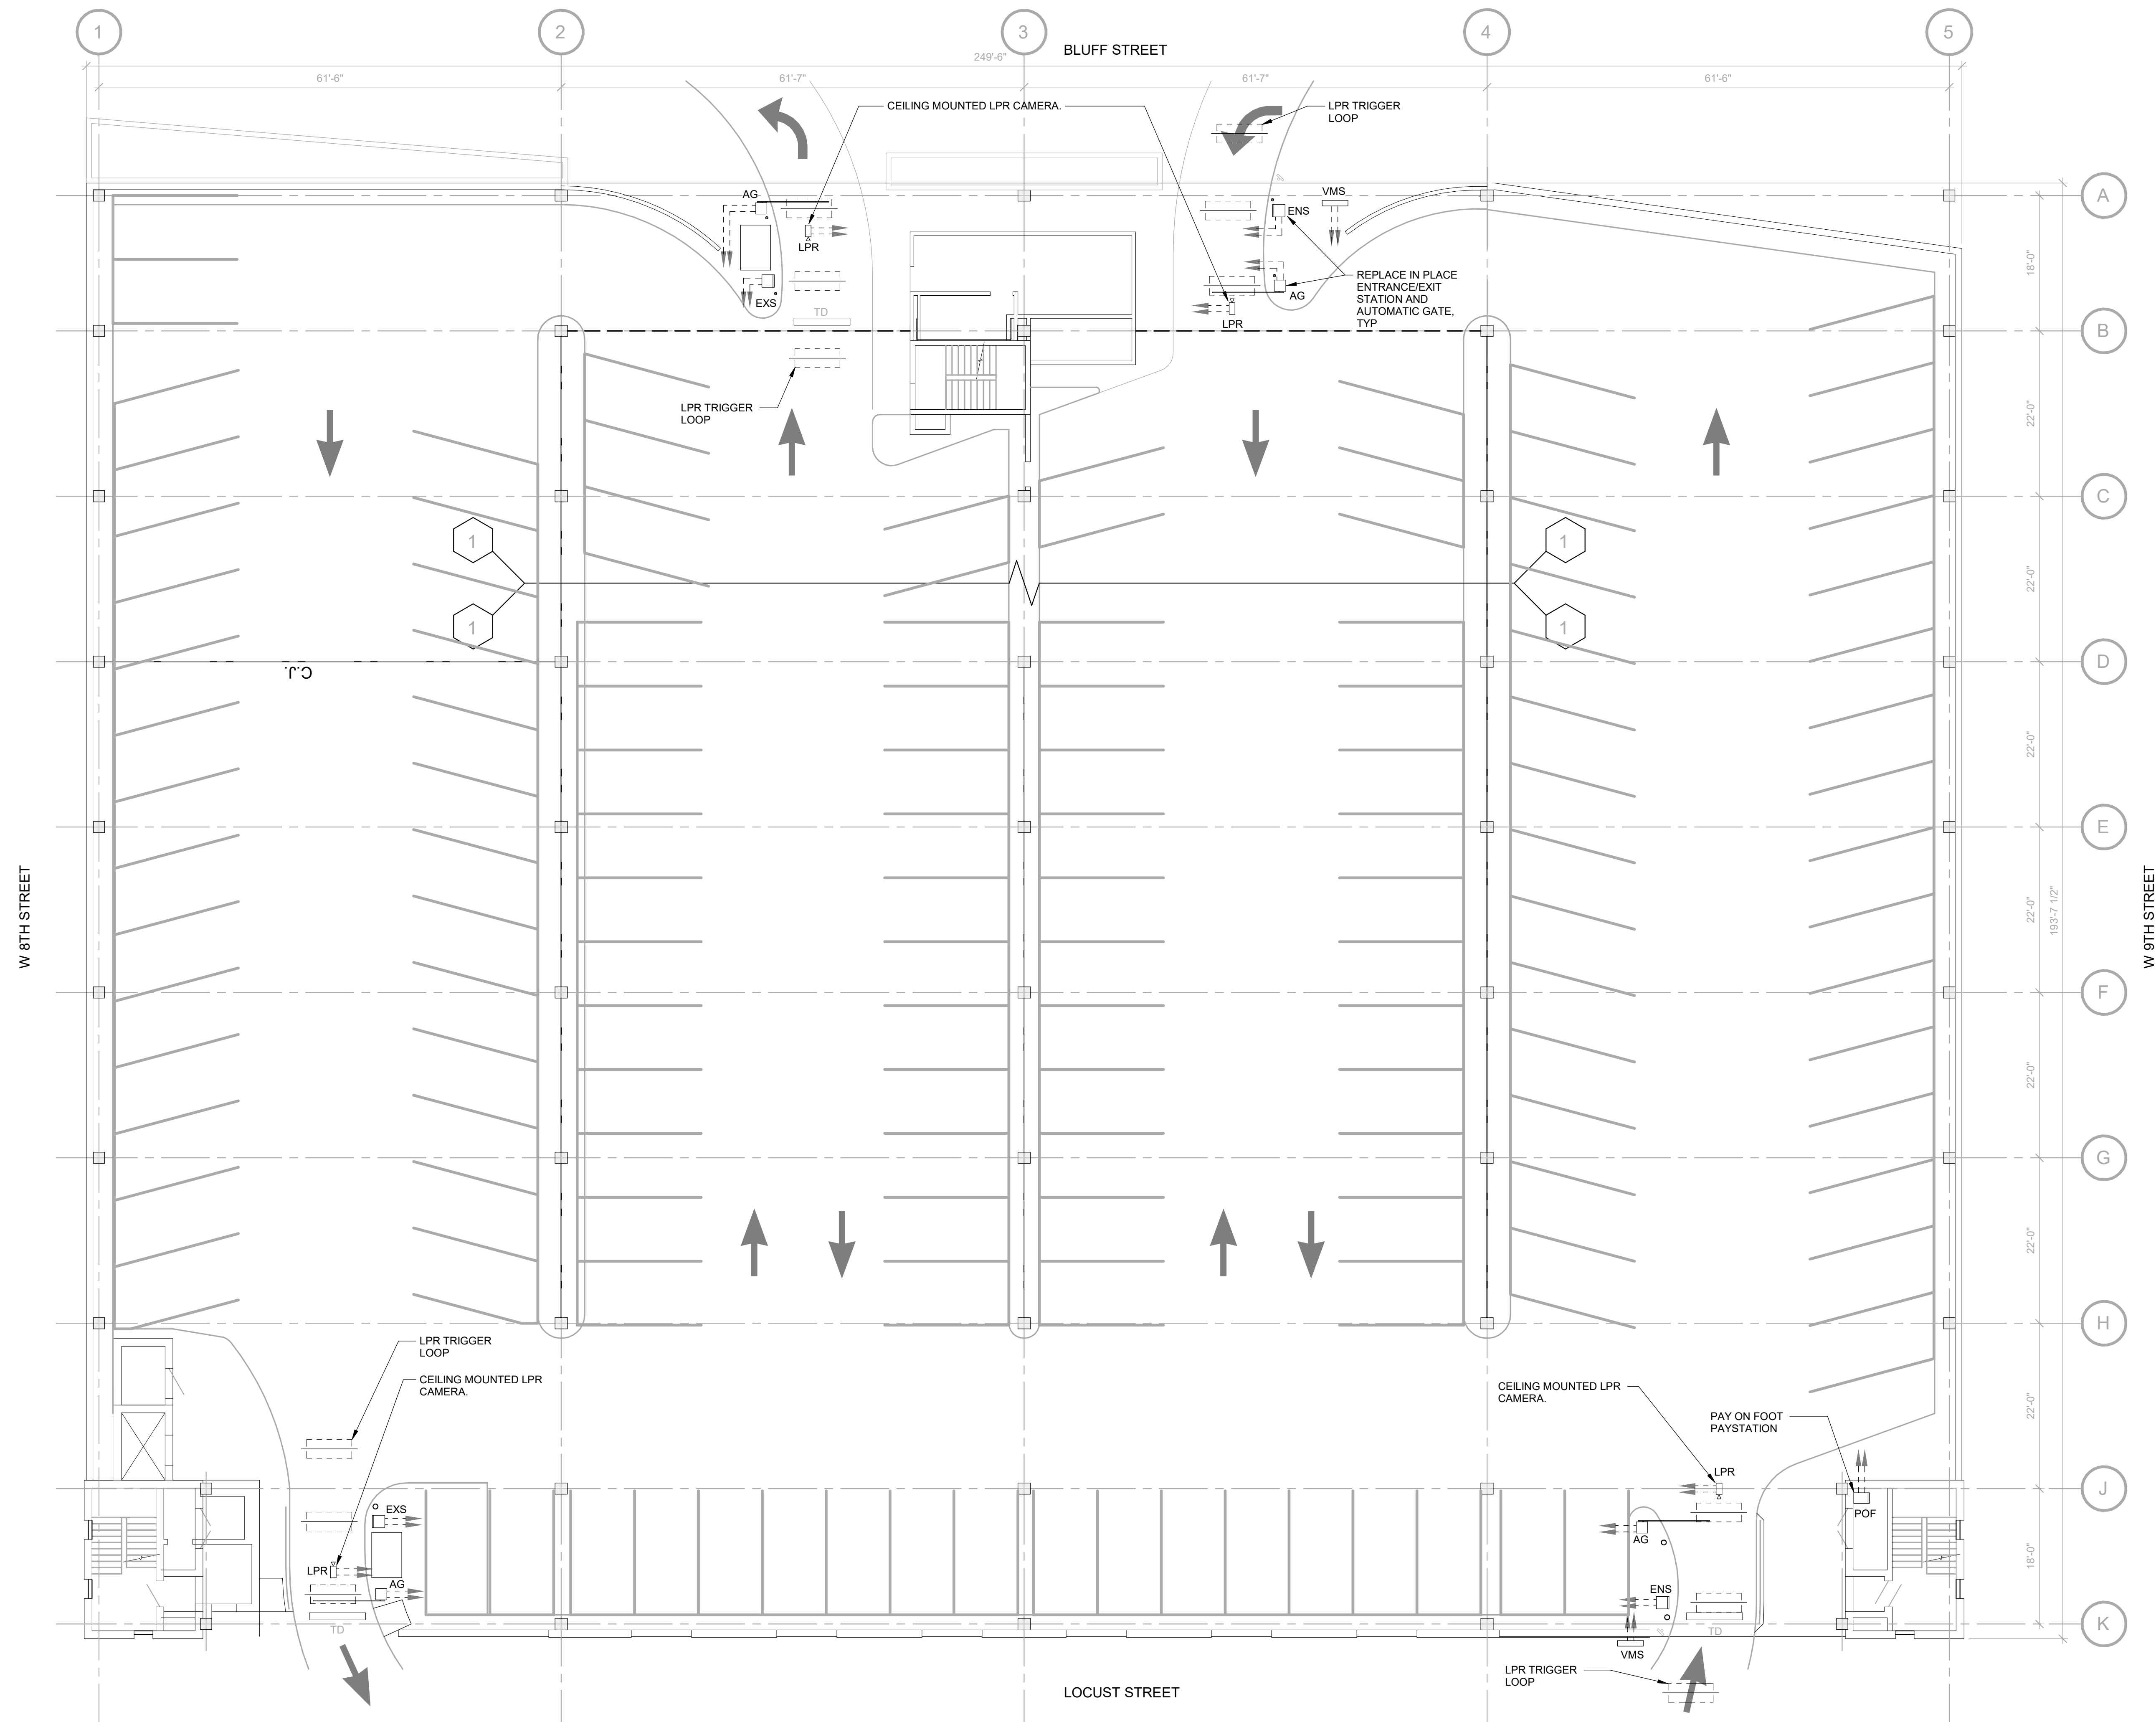 1
2
3
4
5
BLUFF STREET
249'-6"
61'-6"
61'-7"
61'-7"
61'-6"
CEILING MOUNTED LPR CAMERA.
LPR TRIGGER
LOOP
A
AG
LPR
EXS
TD
ENS
VMS
AG
LPR
REPLACE IN PLACE
ENTRANCE/EXIT
STATION AND
AUTOMATIC GATE,
TYP
18'-0"
B
LPR TRIGGER
LOOP
22'-0"
C
1
1
1
1
22'-0"
C.J.
D
22'-0"
E
W 8TH STREET
22'-0"
193'-7 1/2"
W 9TH STREET
F
22'-0"
G
22'-0"
H
LPR TRIGGER
LOOP
CEILING MOUNTED LPR
CAMERA.
CEILING MOUNTED LPR
CAMERA.
PAY ON FOOT
PAYSTATION
22'-0"
LPR
J
EXS
POF
AG
LPR
AG
ENS
18'-0"
TD
TD
K
VMS
LPR TRIGGER
LOOP
LOCUST STREET